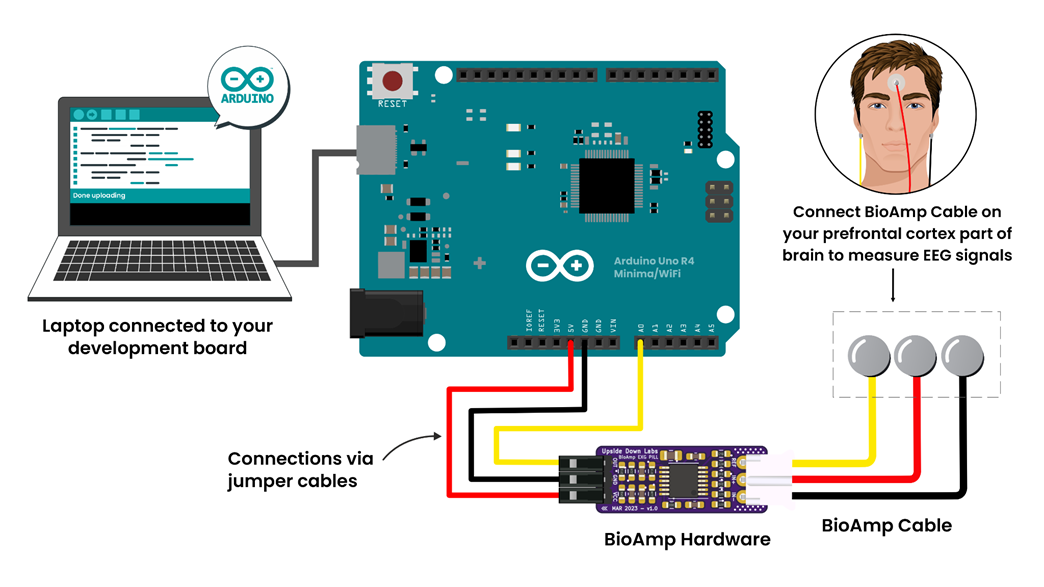 ARDUINO
Done uploading
Laptop connected to your
development board
RESET
Arduino Uno R4
Minima/WiFi
IOREF
RESET
3V3
5V
GND
GND
VIN
A0
A1
A2
A3
A4
A5
Connect BioAmp Cable on
your prefrontal cortex part of
brain to measure EEG signals
Connections via
jumper cables
Upside Down Labs
BioAmp EXG PILL
OUT
GND
VCC
MAR 2023 - v1.0
BioAmp Hardware
BioAmp Cable